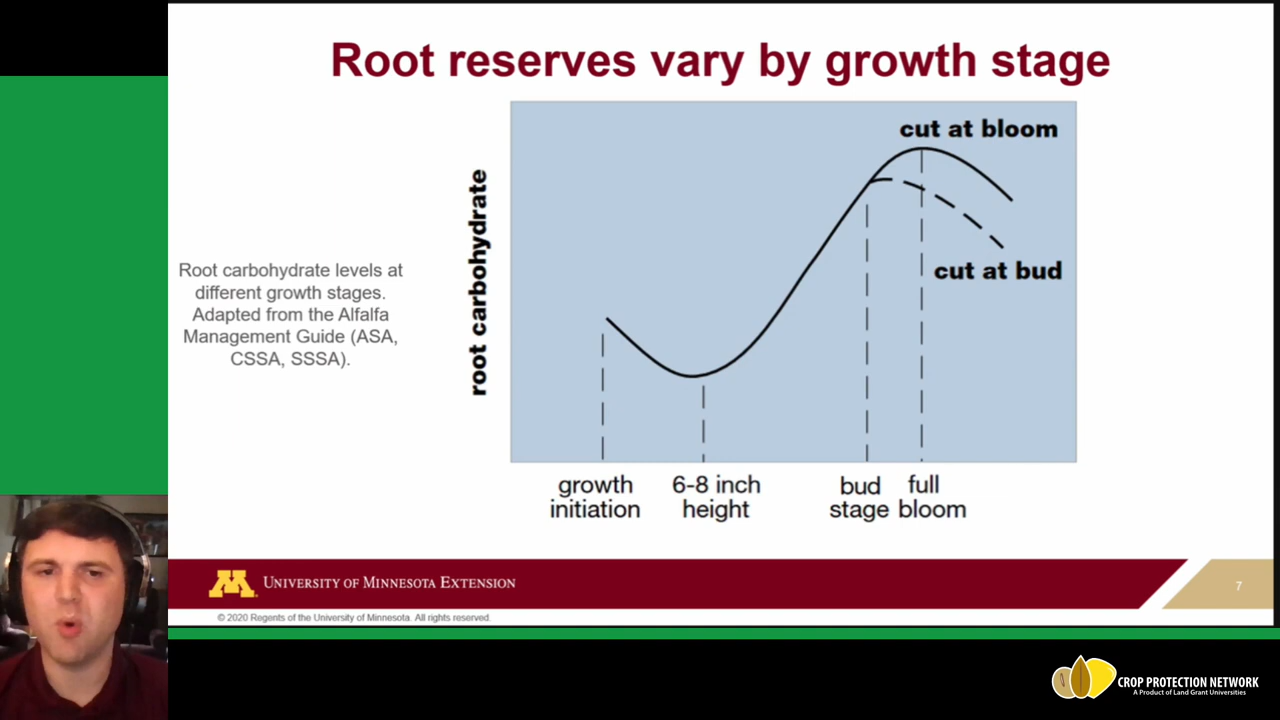 Root reserves vary by growth stage
cut at bloom
root carbohydrate
cut at bud
Root carbohydrate levels at
different growth stages.
Adapted from the Alfalfa
Management Guide (ASA,
CSSA, SSSA).
growth
initiation
6-8 inch
height
bud
stage
full
bloom
M
UNIVERSITY OF MINNESOTA EXTENSION
7
© 2020 Regents of the University of Minnesota. All rights reserved.
CROP PROTECTION NETWORK
A Product of Land Grant Universities